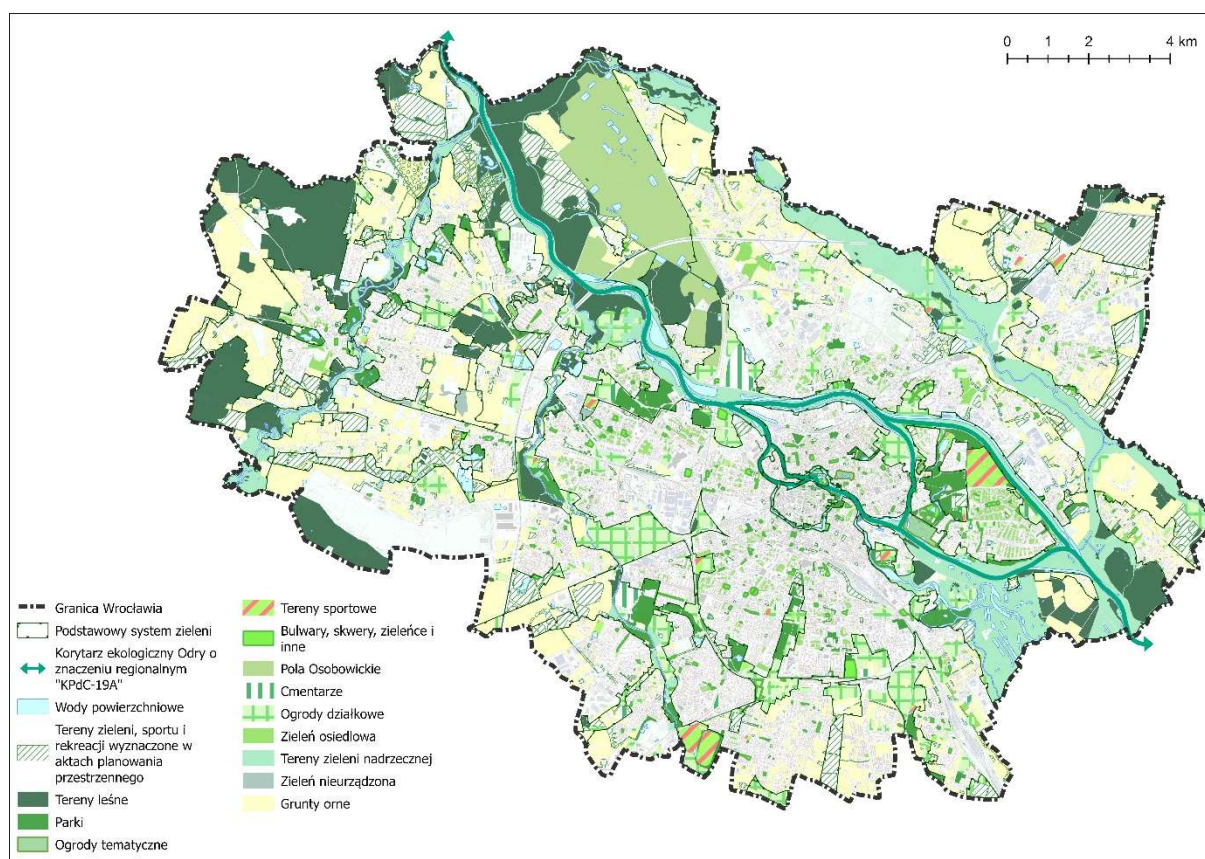 0 1 2 4 km
Granica Wrocławia
Podstawowy system zieleni
Korytarz ekologiczny Odry o
znaczeniu regionalnym
"KPdC-19A"
Wody powierzchniowe
Tereny zieleni, sportu i
rekreacji wyznaczone w
aktach planowania
przestrzennego
Tereny leśne
Parki
Ogrody tematyczne
Tereny sportowe
Bulwary, skwery, zieleńce i
inne
Pola Osobowickie
Cmentarze
Ogrody działkowe
Zieleń osiedlowa
Tereny zieleni nadrzecznej
Zieleń nieurządzona
Grunty orne